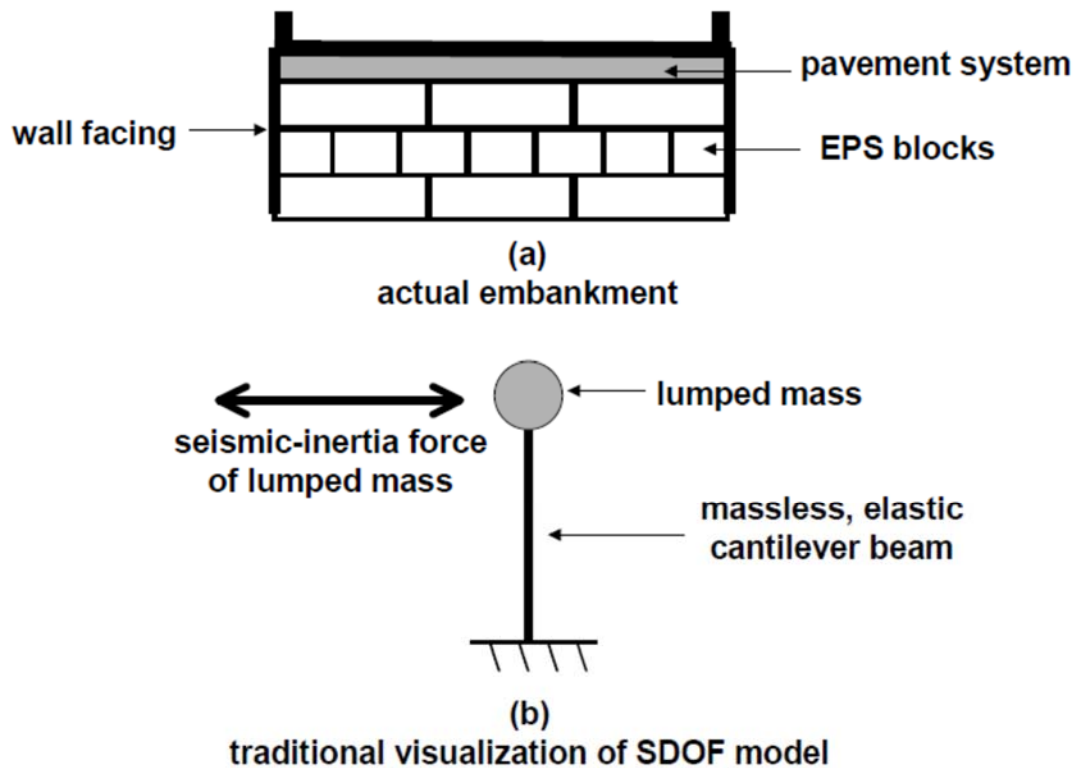 pavement system
wall facing
EPS blocks
(a)
actual embankment
lumped mass
seismic-inertia force
of lumped mass
massless, elastic
cantilever beam
(b)
traditional visualization of SDOF model